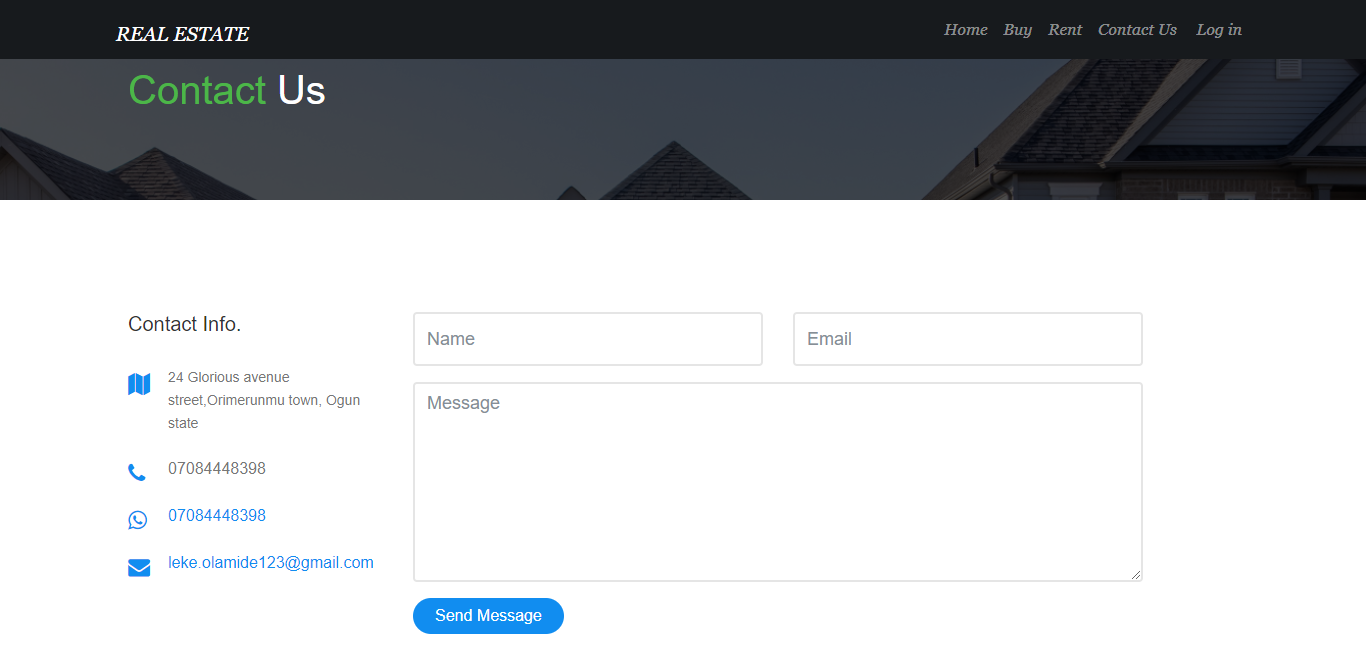 REAL ESTATE
Home Buy Rent Contact Us Log in
Contact Us
Contact Info.
24 Glorious avenue
street,Orimerunmu town, Ogun
state
07084448398
07084448398
leke.olamide123@gmail.com
Name
Email
Message
Send Message